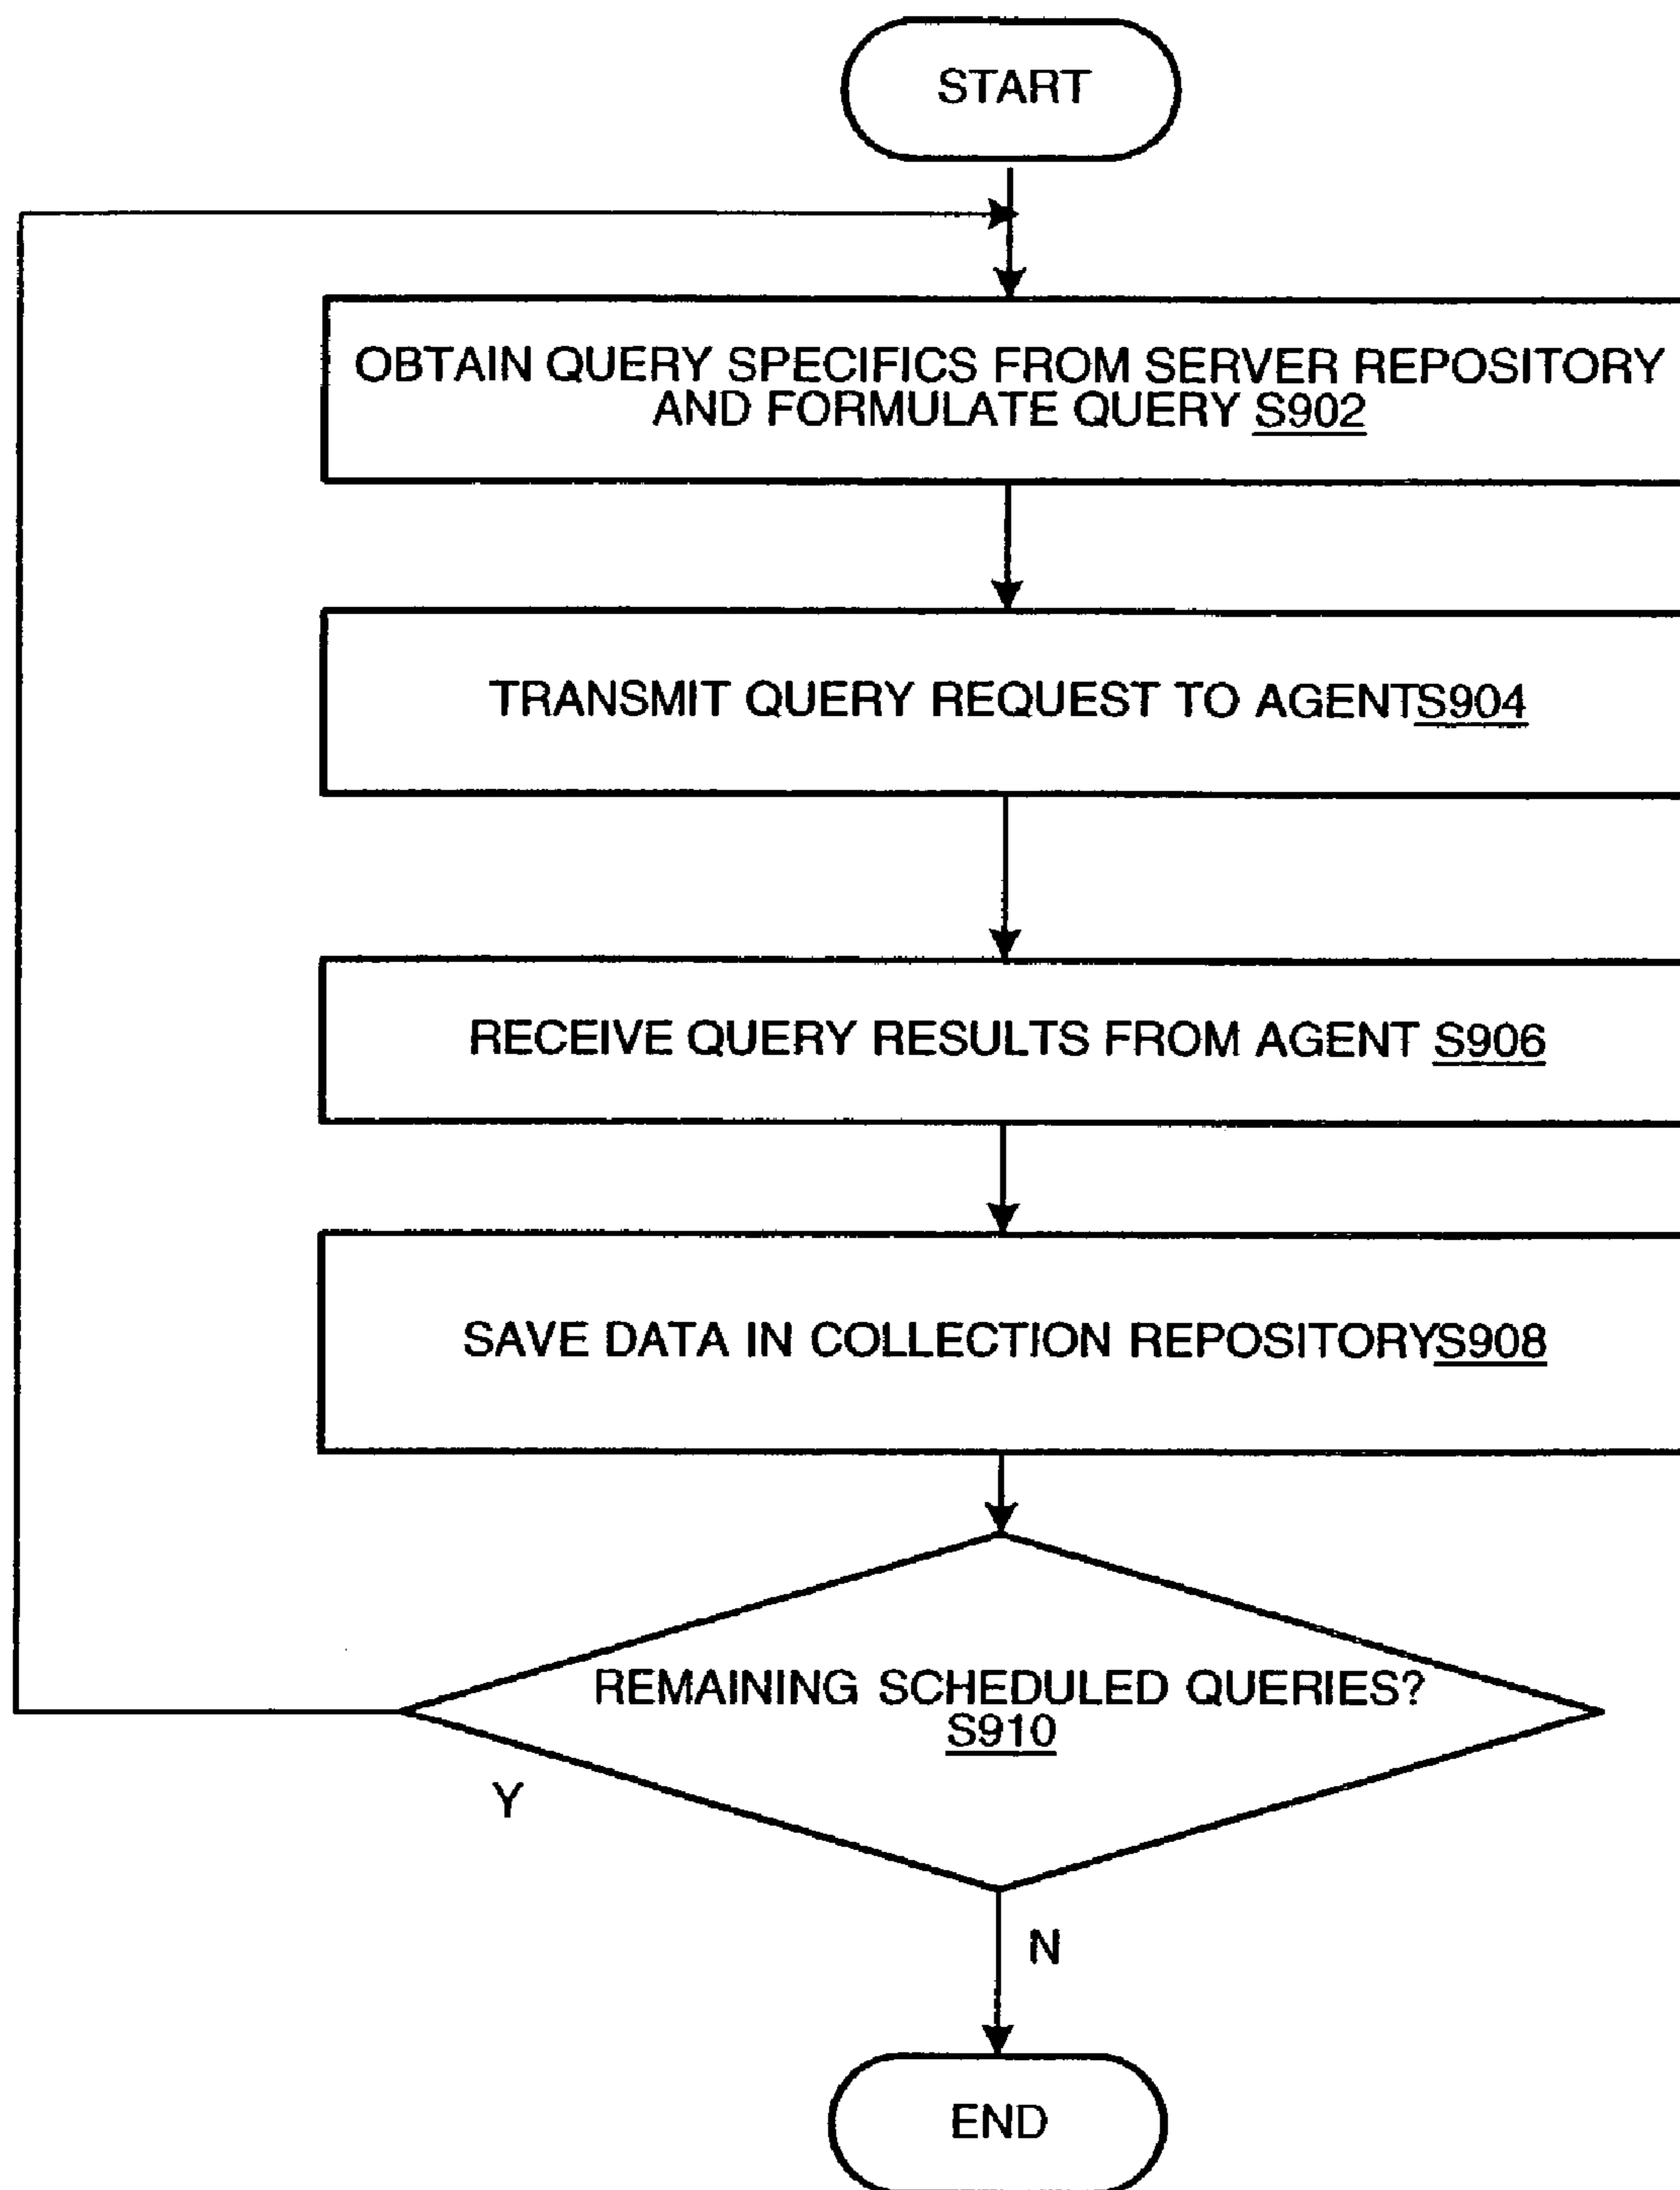 START
OBTAIN QUERY SPECIFICS FROM SERVER REPOSITORY
AND FORMULATE QUERY S902
TRANSMIT QUERY REQUEST TO AGENTS904
RECEIVE QUERY RESULTS FROM AGENT S906
SAVE DATA IN COLLECTION REPOSITORYS908
REMAINING SCHEDULED QUERIES?
S910
Y
N
END